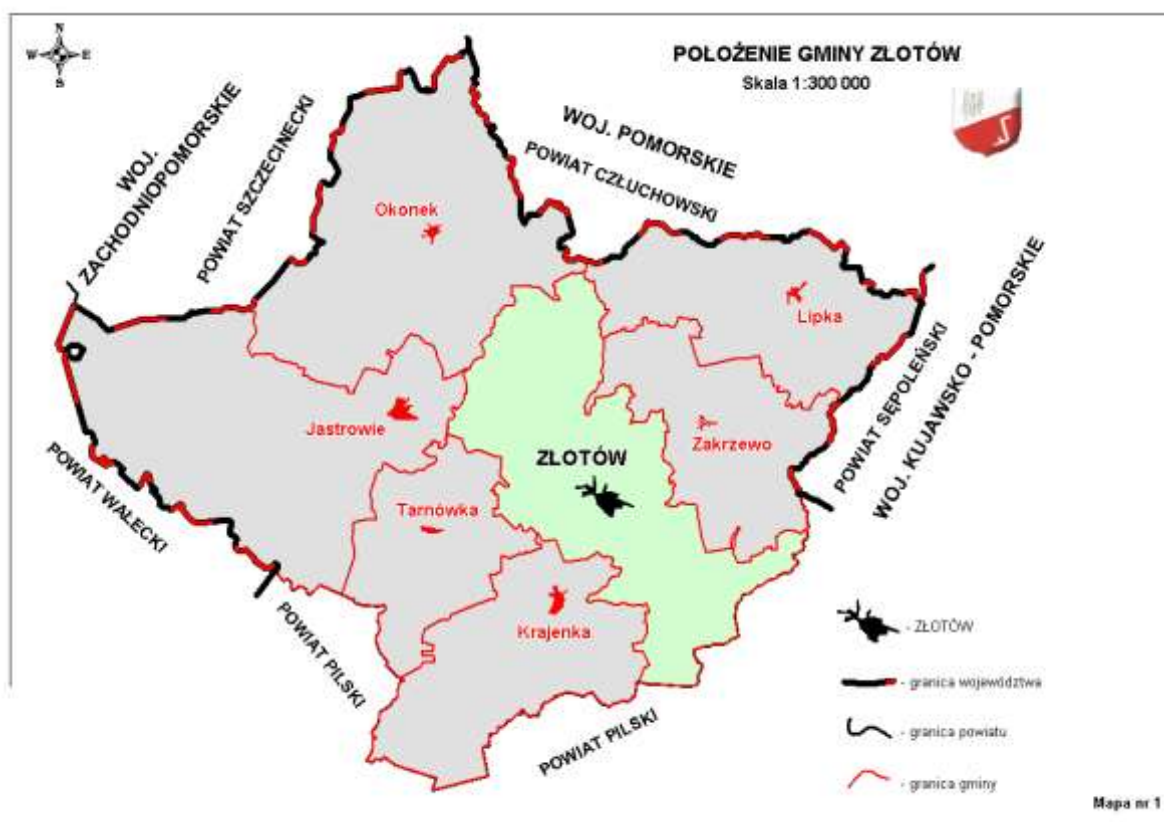 N
W E
S
POŁOŻENIE GMINY ZŁOTÓW
Skala 1:300 000
WOJ.
ZACHODNIOPOMORSKIE
POWIAT SZCZECINECKI
WOJ. POMORSKIE
POWIAT CZŁUCHOWSKI
Okonek
Lipka
Jastrowie
Zakrzewo
ZŁOTÓW
Tarnówka
Krajenka
POWIAT SĘPOLEŃSKI
WOJ. KUJAWSKO - POMORSKIE
POWIAT WAŁECKI
POWIAT PILSKI
POWIAT PILSKI
- ZŁOTÓW
- granica województwa
- granica powiatu
- granica gminy
Mapa nr 1